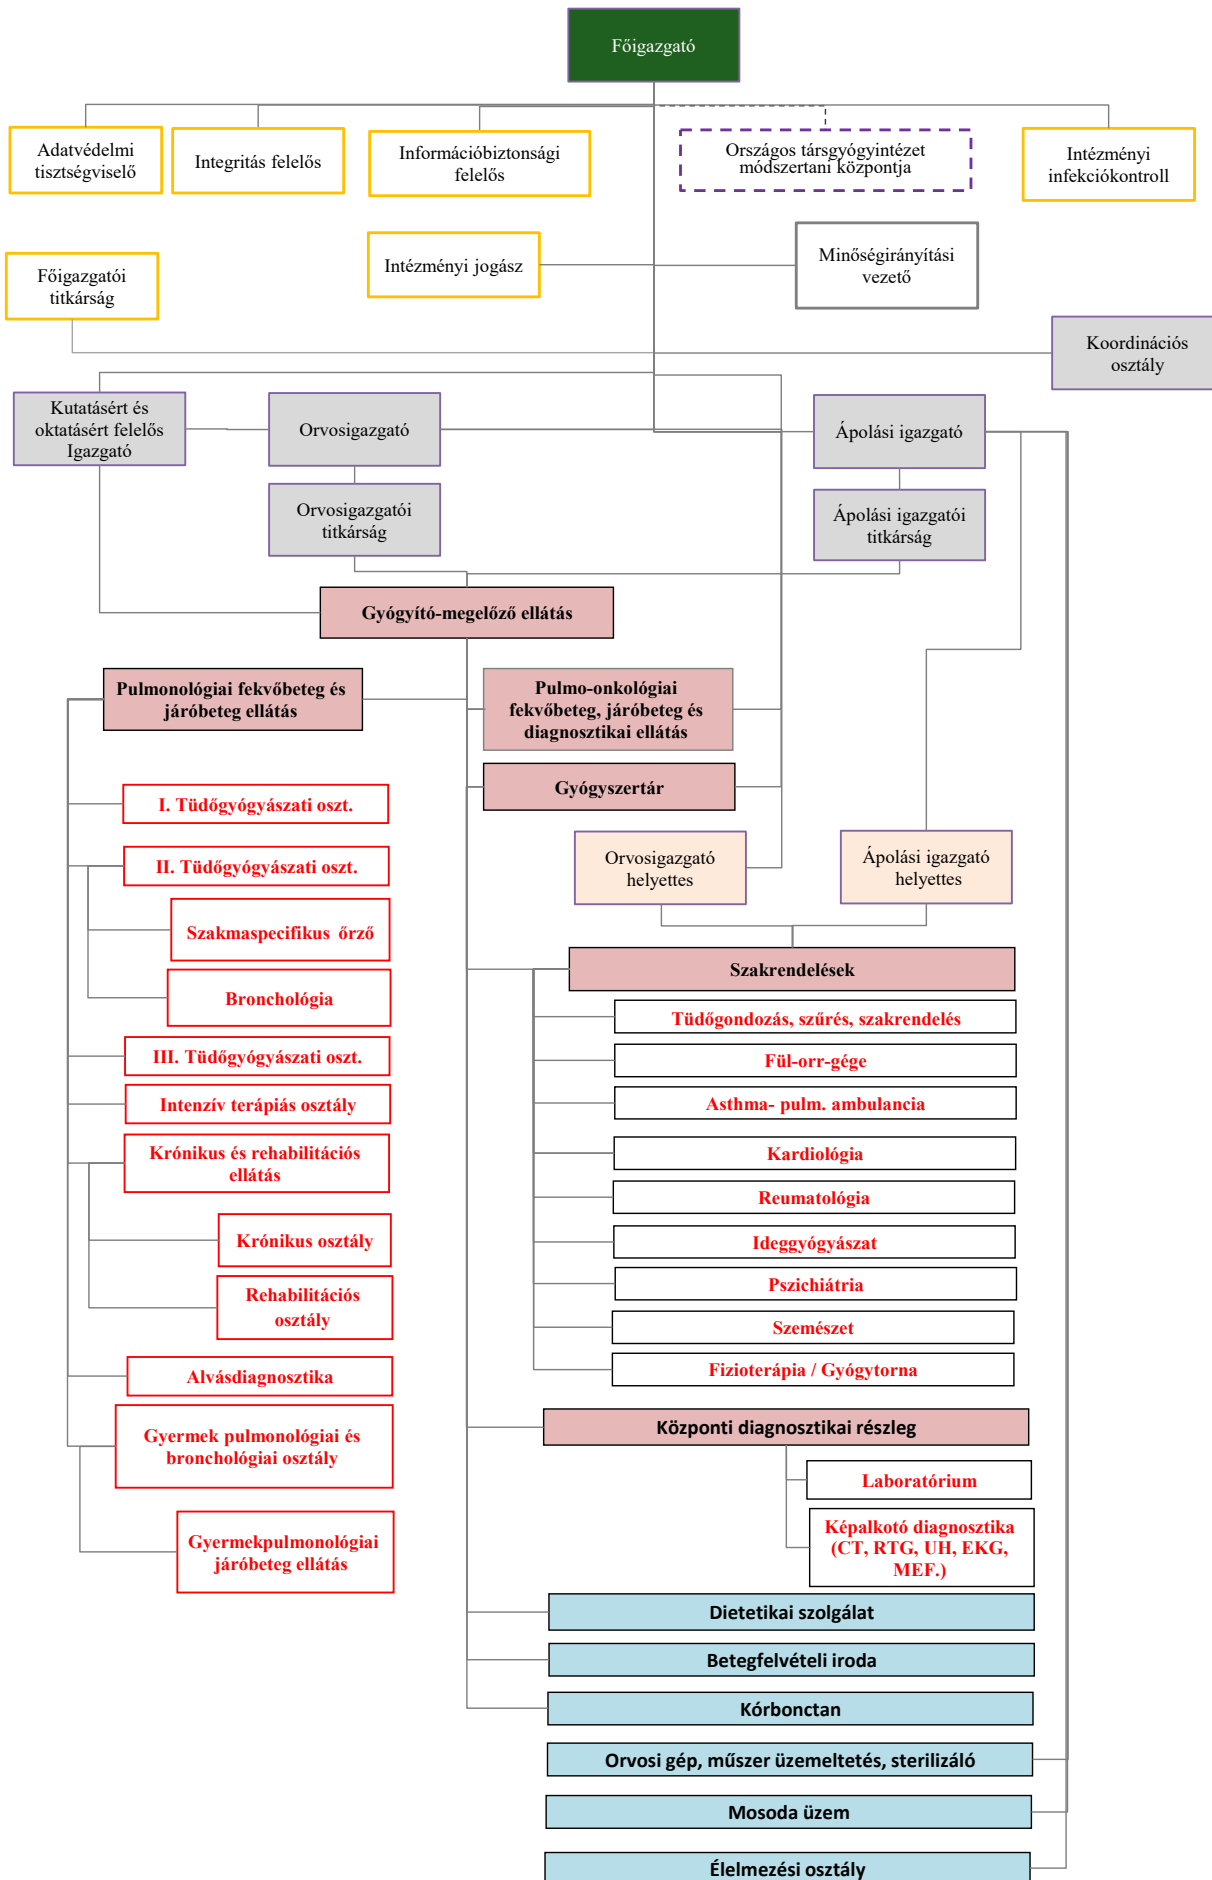 Főigazgató
Adatvédelmi
tisztségviselő
Integritás felelős
Információbiztonsági
felelős
Országos társgyógyintézet
módszertani központja
Intézményi
infekciókontroll
Intézményi jogász
Minőségirányítási
vezető
Főigazgatói
titkárság
Koordinációs
osztály
Kutatásért és
oktatásért felelős
Igazgató
Orvosigazgató
Ápolási igazgató
Orvosigazgatói
titkárság
Ápolási igazgatói
titkárság
Gyógyító-megelőző ellátás
Pulmonológiai fekvőbeteg és
járóbeteg ellátás
Pulmo-onkológiai
fekvőbeteg, járóbeteg és
diagnosztikai ellátás
Gyógyszertár
I. Tüdőgyógyászati oszt.
II. Tüdőgyógyászati oszt.
Szakmaspecifikus őrző
Bronchológia
III. Tüdőgyógyászati oszt.
Intenzív terápiás osztály
Krónikus és rehabilitációs
ellátás
Krónikus osztály
Rehabilitációs
osztály
Alvásdiagnosztika
Gyermek pulmonológiai és
bronchológiai osztály
Gyermekpulmonológiai
járóbeteg ellátás
Orvosigazgató
helyettes
Ápolási igazgató
helyettes
Szakrendelések
Tüdőgondozás, szűrés, szakrendelés
Fül-orr-gége
Asthma- pulm. ambulancia
Kardiológia
Reumatológia
Ideggyógyászat
Pszichiátria
Szemészet
Fizioterápia / Gyógytorna
Központi diagnosztikai részleg
Laboratórium
Képalkotó diagnosztika
(CT, RTG, UH, EKG,
MEF.)
Dietetikai szolgálat
Betegfelvételi iroda
Kórbonctan
Orvosi gép, műszer üzemeltetés, sterilizáló
Mosoda üzem
Élelmezési osztály